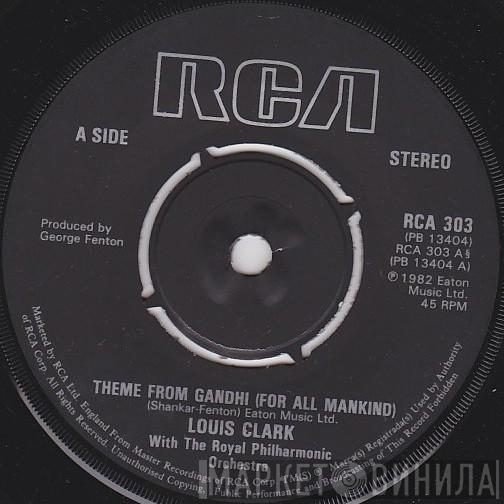 RCA
A SIDE
STEREO
Produced by
George Fenton
RCA 303
(PB 13404)
RCA 303 A§
(PB 13404 A)
℗ 1982 Eaton
Music Ltd.
45 RPM
THEME FROM GANDHI (FOR ALL MANKIND)
(Shankar-Fenton) Eaton Music Ltd.
LOUIS CLARK
With The Royal Philharmonic
Orchestra
Marketed by RCA Ltd. England From Master Recordings
of RCA Corp. All Rights Reserved.
Unauthorised Copying,
Public Performance and Broadcasting of This Record Forbidden.
RCA Corp. TM(S) ® Marca(s) Registrada(s) Used by Authority
МАРКЕТ ВИНИЛА